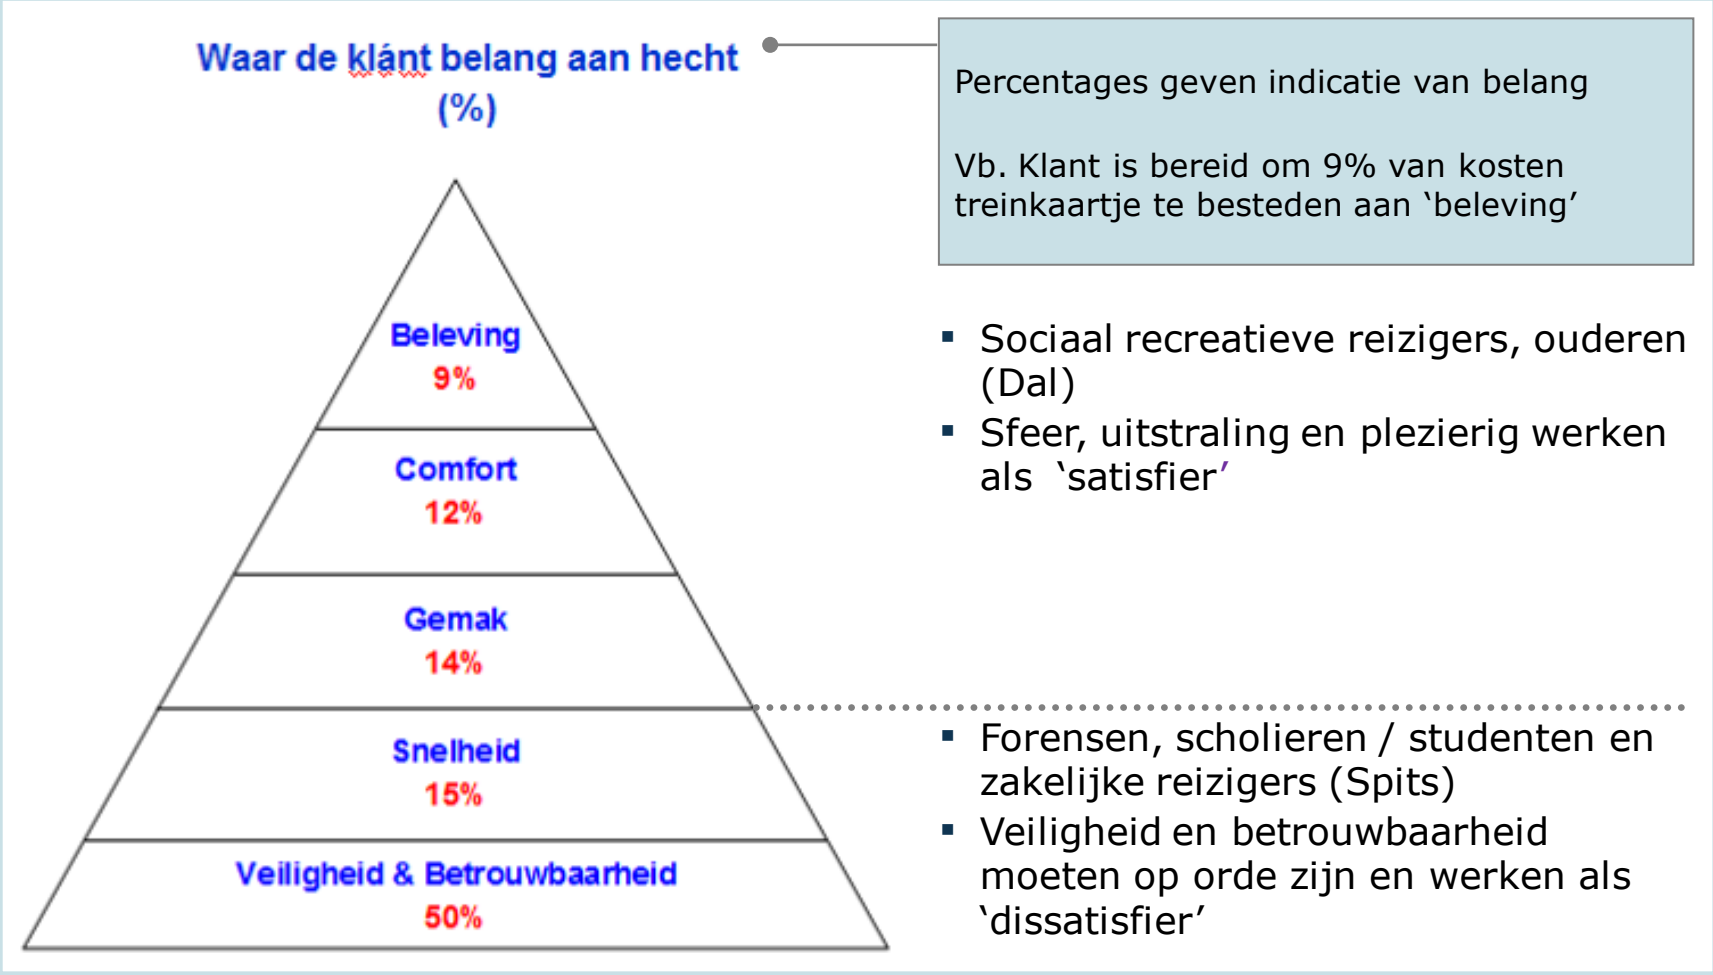 Waar de klánt belang aan hecht
(%)
Percentages geven indicatie van belang
Vb. Klant is bereid om 9% van kosten
treinkaartje te besteden aan ‘beleving’
Beleving
9%
Comfort
12%
Gemak
14%
Snelheid
15%
Veiligheid & Betrouwbaarheid
50%
▪ Sociaal recreatieve reizigers, ouderen
(Dal)
▪ Sfeer, uitstraling en plezierig werken
als ‘satisfier’
▪ Forensen, scholieren / studenten en
zakelijke reizigers (Spits)
▪ Veiligheid en betrouwbaarheid
moeten op orde zijn en werken als
‘dissatisfier’